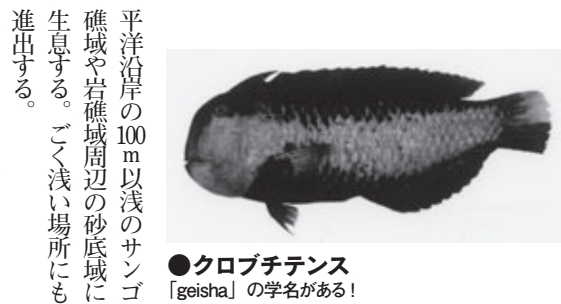 平洋沿岸の100m以浅のサンゴ
礁域や岩礁域周辺の砂底域に
生息する。ごく浅い場所にも
進出する。
●クロブチテンス
「geisha」の学名がある!